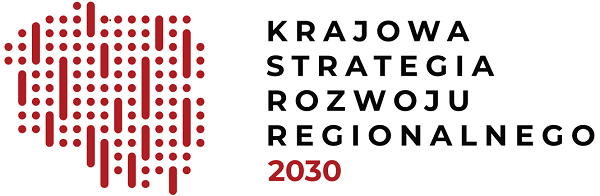 KRAJOWA
STRATEGIA
ROZWOJU
REGIONALNEGO
2030